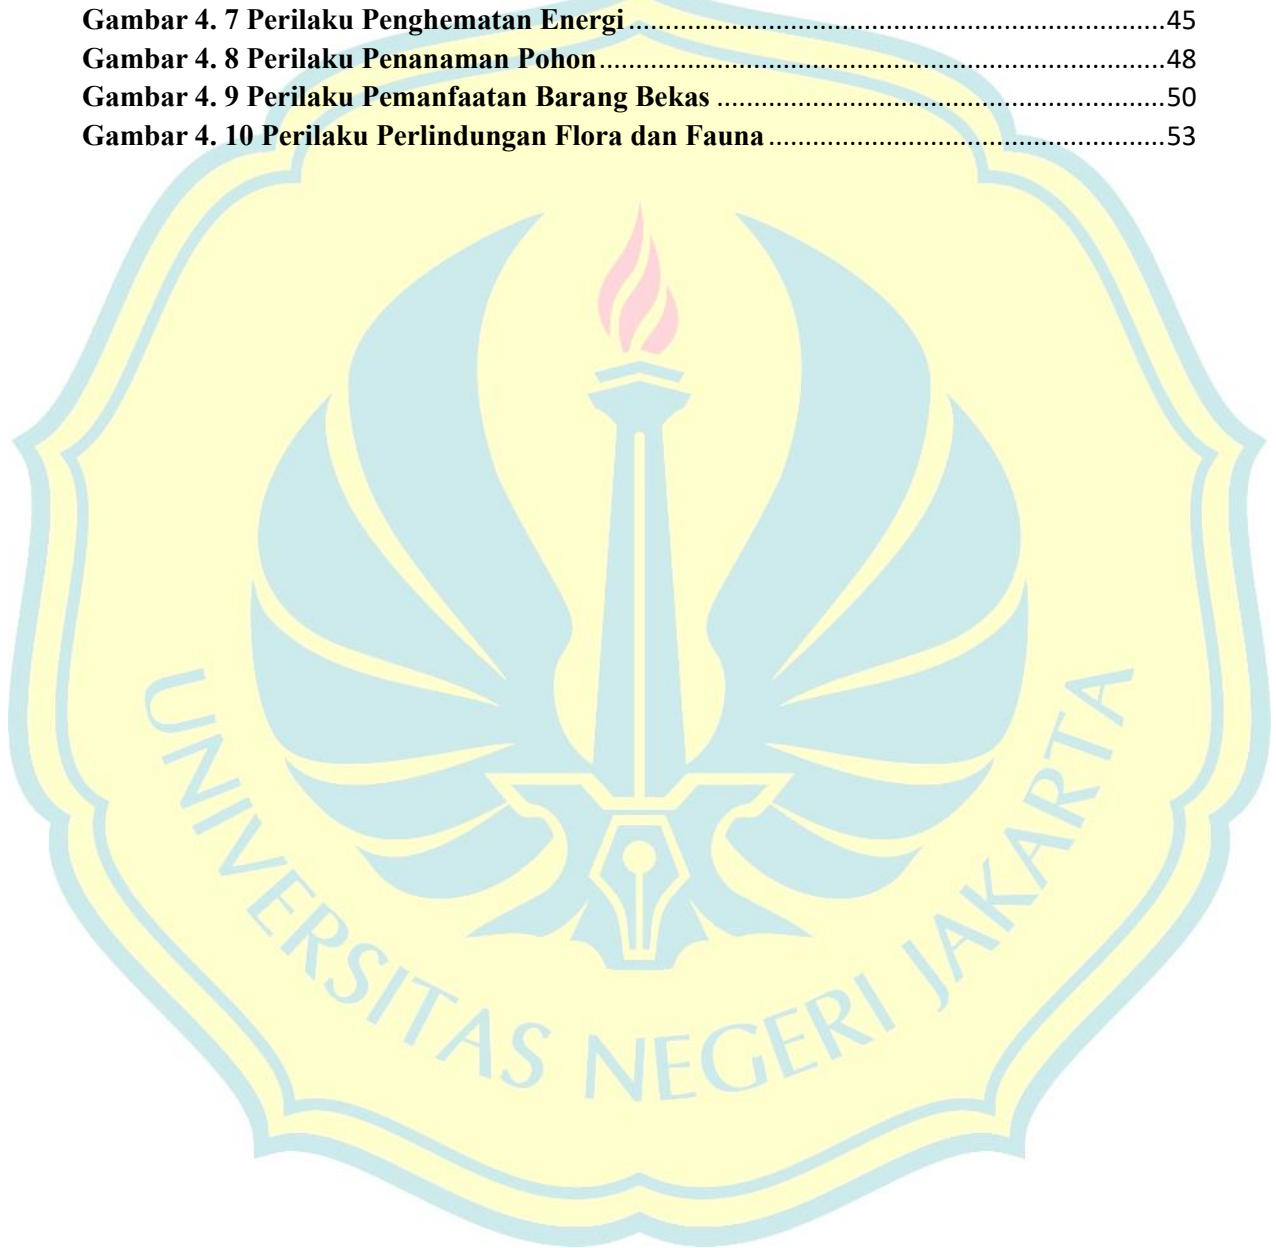 Gambar 4. 7 Perilaku Penghematan Energi...........................................................................45
Gambar 4. 8 Perilaku Penanaman Pohon...............................................................................48
Gambar 4. 9 Perilaku Pemanfaatan Barang Bekas ..............................................................50
Gambar 4. 10 Perilaku Perlindungan Flora dan Fauna.......................................................53
UNIVERSITAS NEGERI JAKARTA